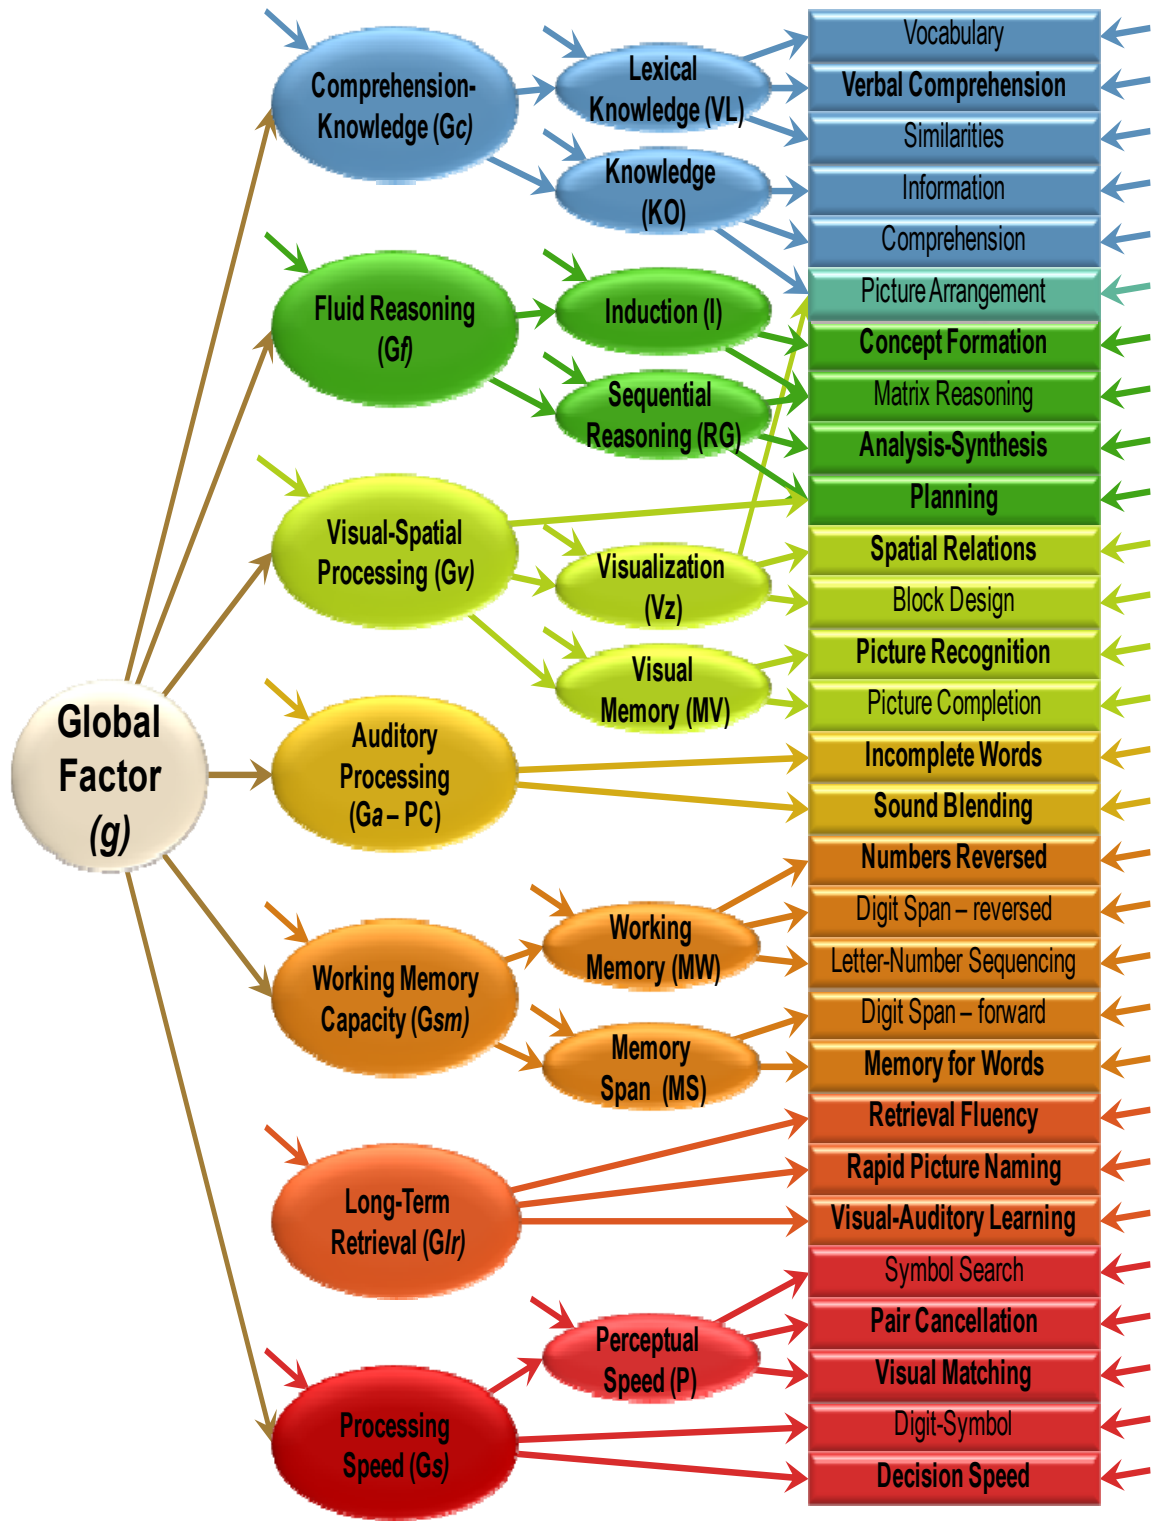 Global
Factor
(g)
Comprehension-
Knowledge (Gc)
Fluid Reasoning
(Gf)
Visual-Spatial
Processing (Gv)
Auditory
Processing
(Ga – PC)
Working Memory
Capacity (Gsm)
Long-Term
Retrieval (Glr)
Processing
Speed (Gs)
Lexical
Knowledge (VL)
Knowledge
(KO)
Induction (I)
Sequential
Reasoning (RG)
Visualization
(Vz)
Visual
Memory (MV)
Working
Memory (MW)
Memory
Span (MS)
Perceptual
Speed (P)
Vocabulary
Verbal Comprehension
Similarities
Information
Comprehension
Picture Arrangement
Concept Formation
Matrix Reasoning
Analysis-Synthesis
Planning
Spatial Relations
Block Design
Picture Recognition
Picture Completion
Incomplete Words
Sound Blending
Numbers Reversed
Digit Span – reversed
Letter-Number Sequencing
Digit Span – forward
Memory for Words
Retrieval Fluency
Rapid Picture Naming
Visual-Auditory Learning
Symbol Search
Pair Cancellation
Visual Matching
Digit-Symbol
Decision Speed